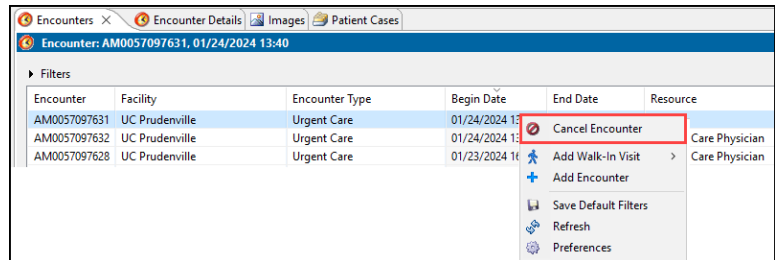 Encounters Encounter Details Images Patient Cases
Encounter: AM0057097631, 01/24/2024 13:40
Filters
Encounter Facility Encounter Type Begin Date End Date Resource
AM0057097631 UC Prudenville Urgent Care 01/24/2024 13
Cancel Encounter
AM0057097632 UC Prudenville Urgent Care 01/24/2024 13 Care Physician
AM0057097628 UC Prudenville Urgent Care 01/23/2024 16 Add Walk-In Visit Care Physician
Add Encounter
Save Default Filters
Refresh
Preferences